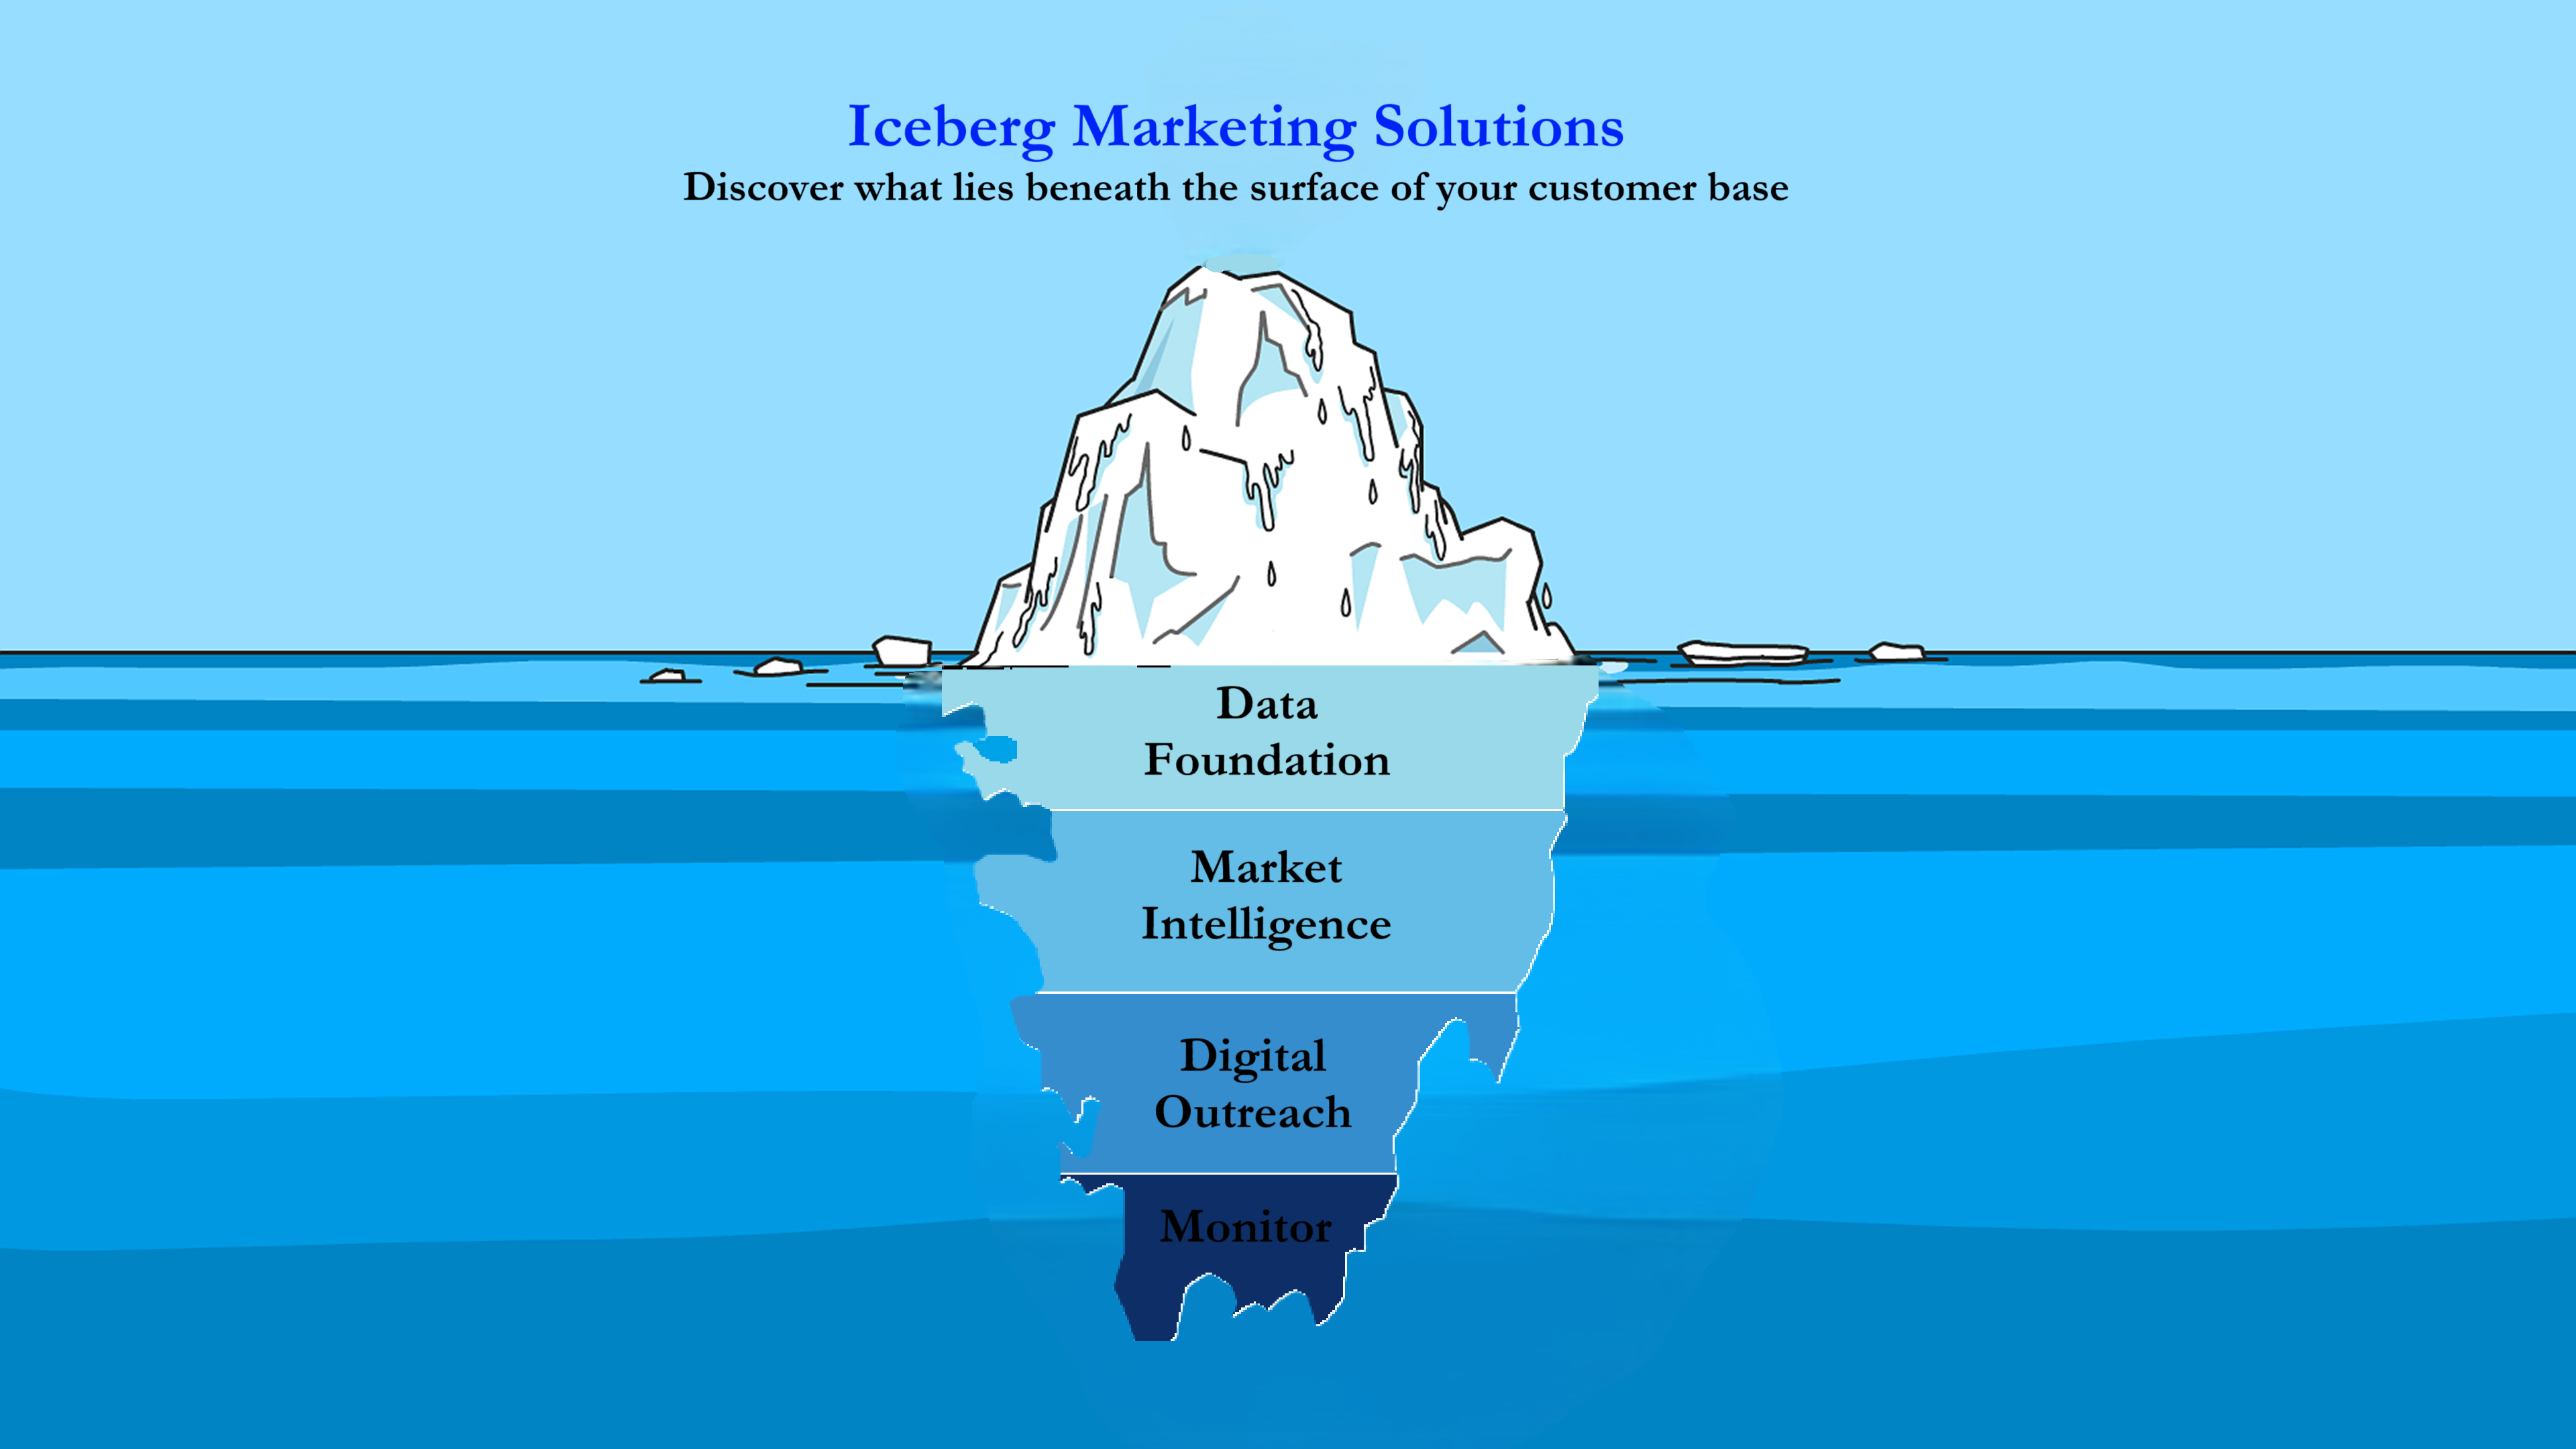 Iceberg Marketing Solutions
Discover what lies beneath the surface of your customer base
Data
Foundation
Market
Intelligence
Digital
Outreach
Monitor